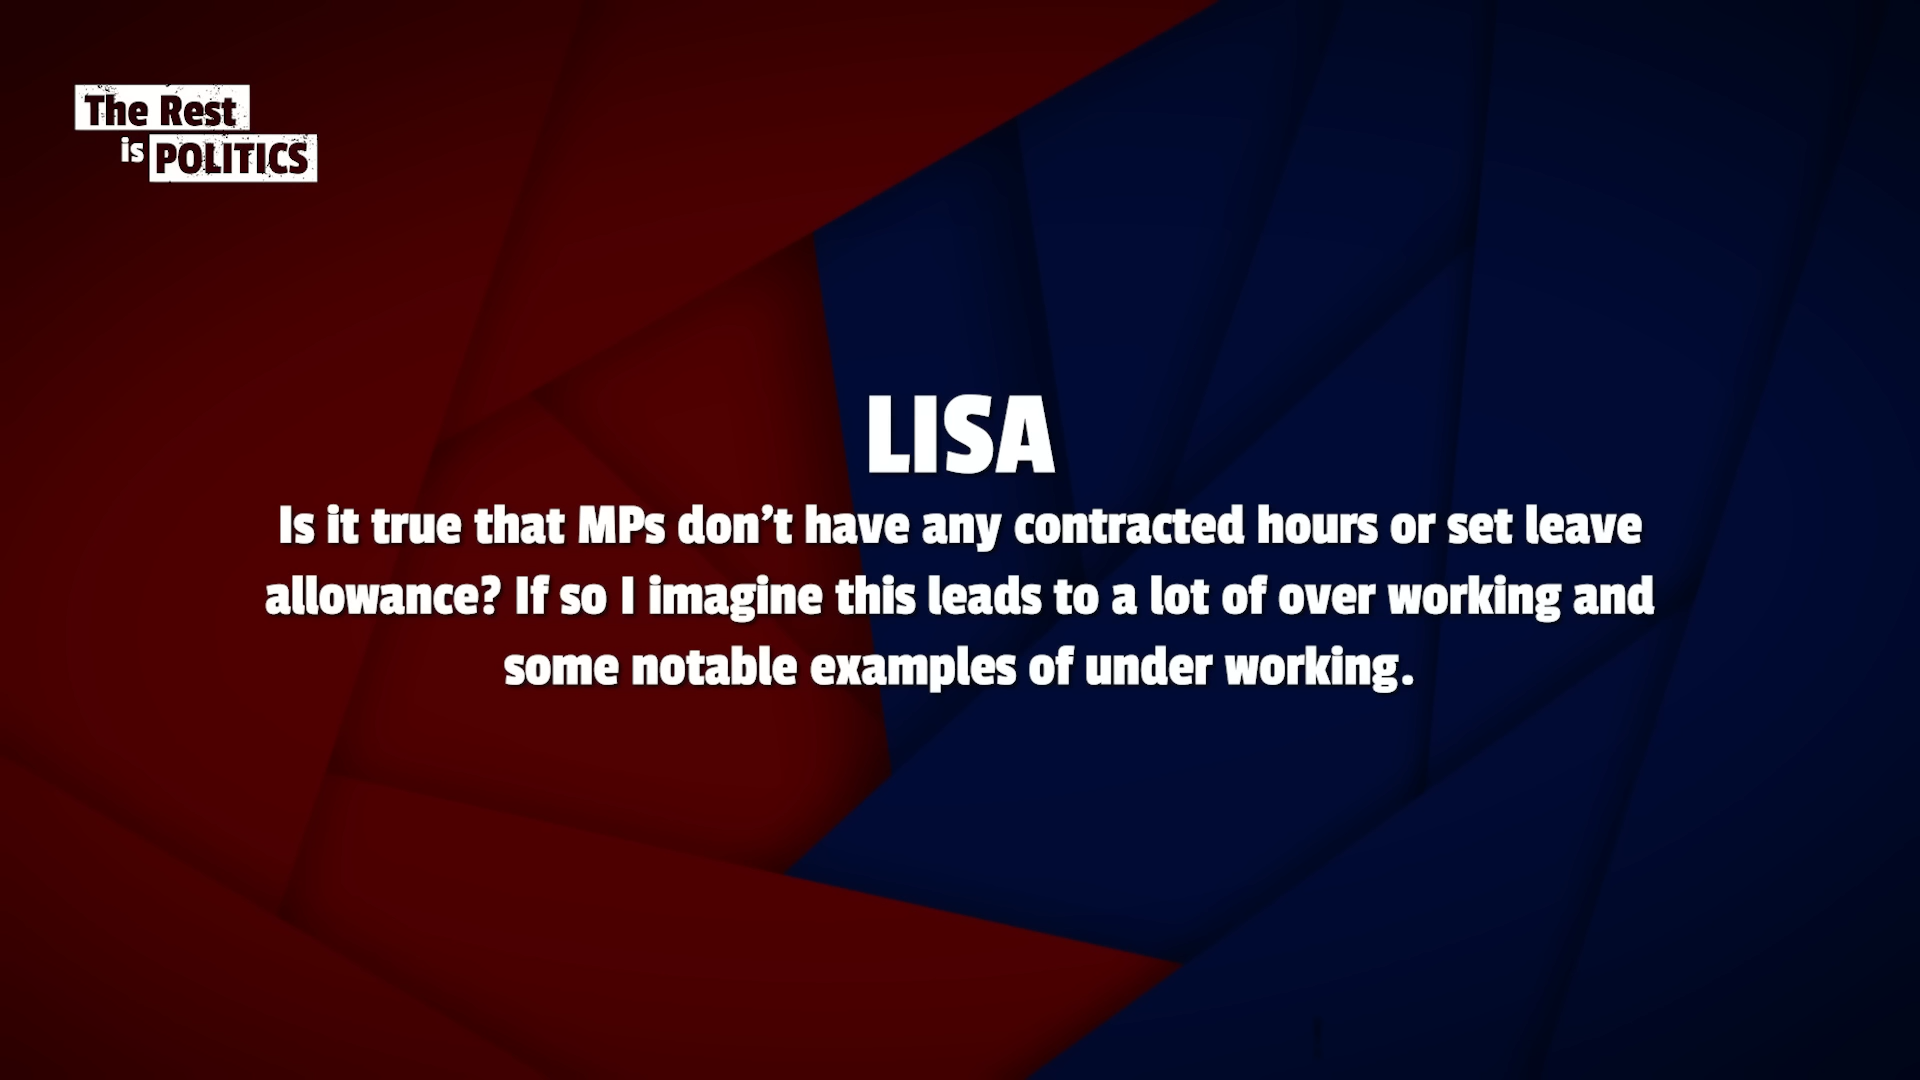 The Rest
is POLITICS
LISA
Is it true that MPs don’t have any contracted hours or set leave
allowance? If so I imagine this leads to a lot of over working and
some notable examples of under working.